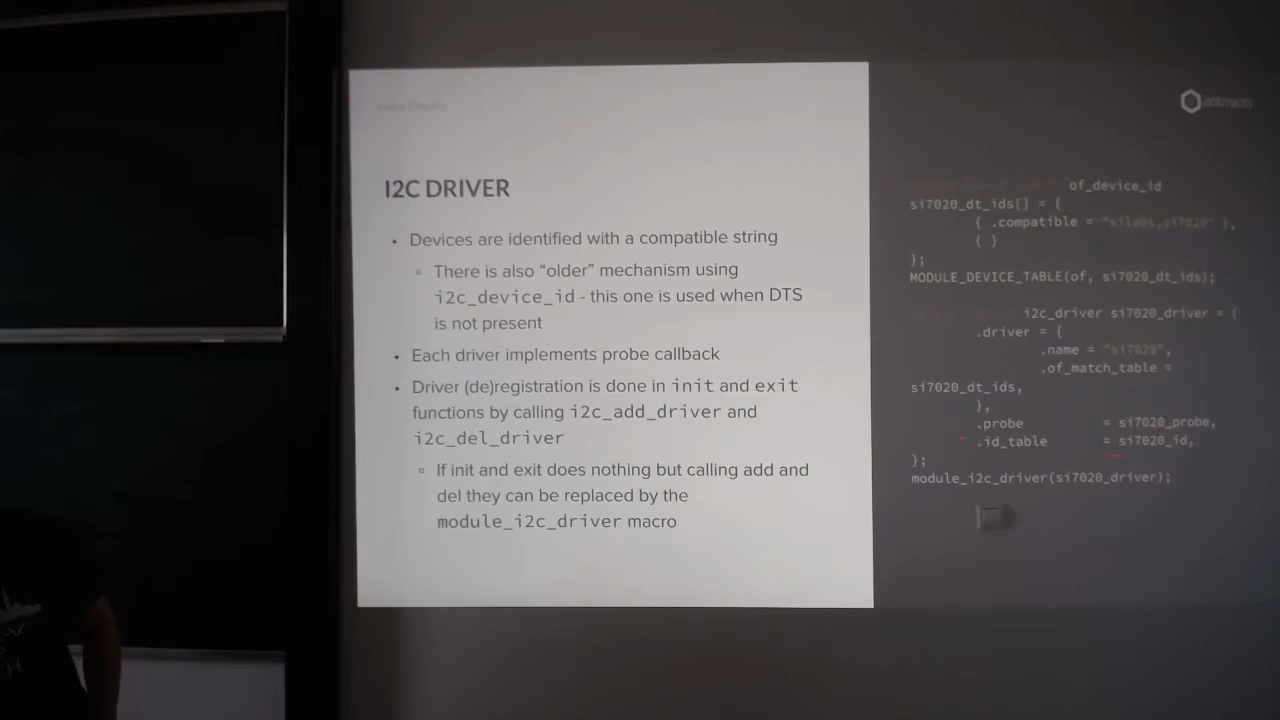 I2C DRIVER
• Devices are identified with a compatible string
▫ There is also “older” mechanism using
i2c_device_id - this one is used when DTS
is not present
• Each driver implements probe callback
• Driver (de)registration is done in init and exit
functions by calling i2c_add_driver and
i2c_del_driver
▫ If init and exit does nothing but calling add and
del they can be replaced by the
module_i2c_driver macro
antmicro
of_device_id
si7020_dt_ids[] = {
{ .compatible = "silabs,si7020" },
{ }
};
MODULE_DEVICE_TABLE(of, si7020_dt_ids);
i2c_driver si7020_driver = {
.driver = {
.name = "si7020",
.of_match_table =
si7020_dt_ids,
},
.probe = si7020_probe,
.id_table = si7020_id,
};
module_i2c_driver(si7020_driver);